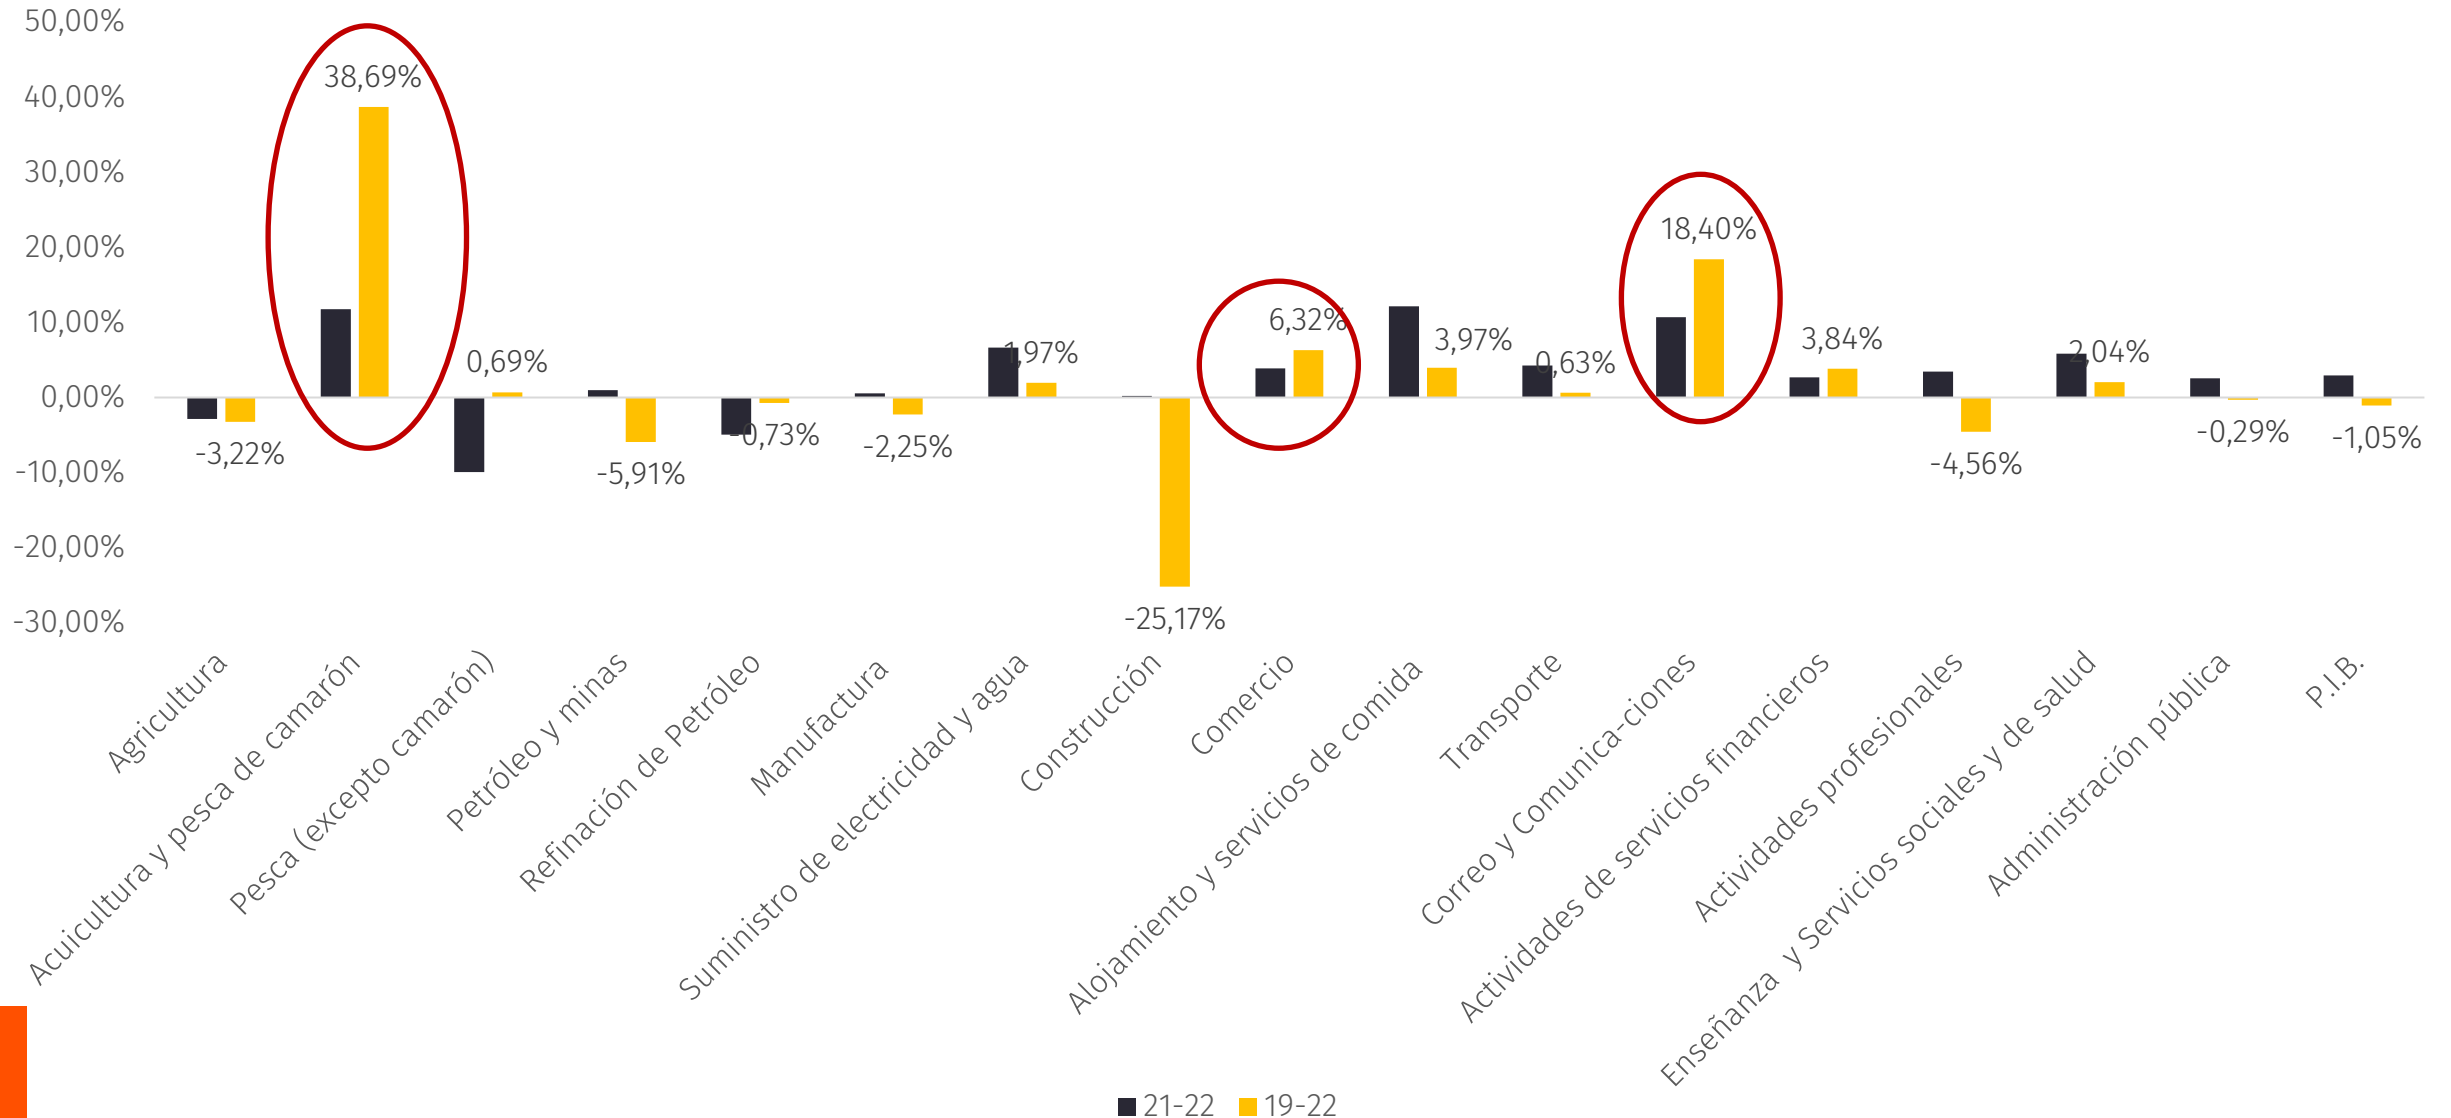 50,00%
40,00%
30,00%
20,00%
10,00%
0,00%
-10,00%
-20,00%
-30,00%
-3,22%
38,69%
0,69%
-5,91%
-0,73%
-2,25%
1,97%
-25,17%
6,32%
3,97%
0,63%
18,40%
3,84%
-4,56%
2,04%
-0,29%
-1,05%
Agricultura
Acuicultura y pesca de camarón
Pesca (excepto camarón)
Petróleo y minas
Refinación de Petróleo
Manufactura
Suministro de electricidad y agua
Construcción
Comercio
Alojamiento y servicios de comida
Transporte
Correo y Comunica-ciones
Actividades de servicios financieros
Actividades profesionales
Enseñanza  y Servicios sociales y de salud
Administración pública
P.I.B.
21-22
19-22